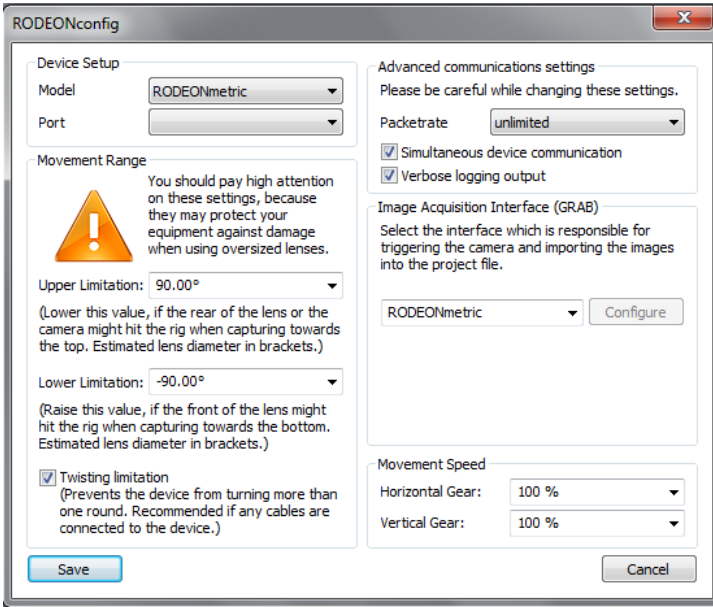 RODEONconfig
Device Setup
Model
RODEONmetric
Port
Movement Range
You should pay high attention
on these settings, because
they may protect your
equipment against damage
when using oversized lenses.
Upper Limitation:
90.00°
(Lower this value, if the rear of the lens or the
camera might hit the rig when capturing towards
the top. Estimated lens diameter in brackets.)
Lower Limitation:
-90.00°
(Raise this value, if the front of the lens might
hit the rig when capturing towards the bottom.
Estimated lens diameter in brackets.)
Twisting limitation
(Prevents the device from turning more than
one round. Recommended if any cables are
connected to the device.)
Save
Advanced communications settings
Please be careful while changing these settings.
Packetrate
unlimited
Simultaneous device communication
Verbose logging output
Image Acquisition Interface (GRAB)
Select the interface which is responsible for
triggering the camera and importing the images
into the project file.
RODEONmetric
Configure
Movement Speed
Horizontal Gear:
100 %
Vertical Gear:
100 %
Cancel